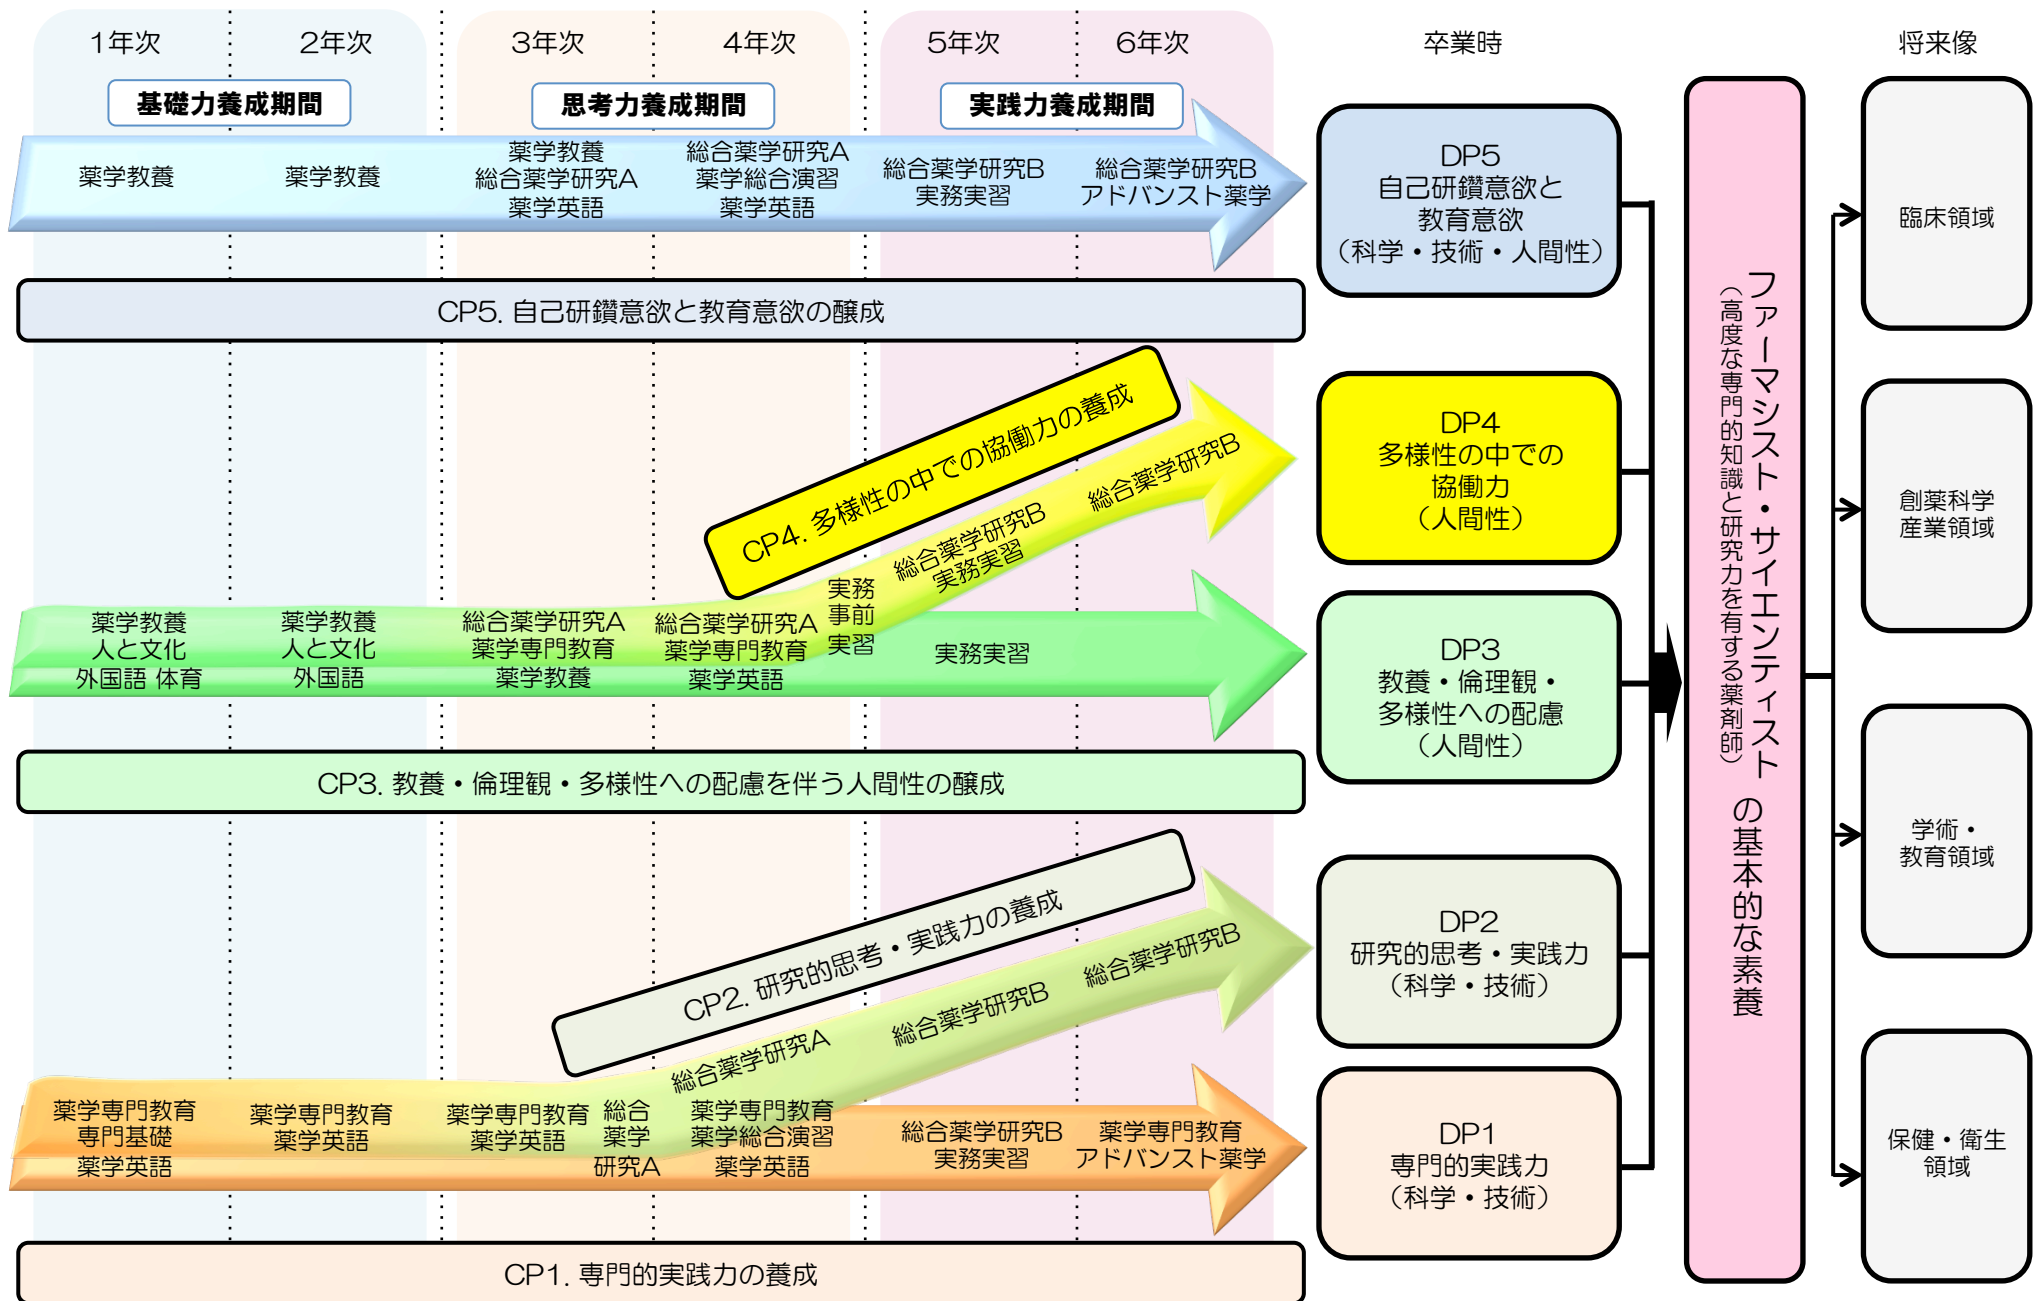 1年次
2年次
3年次
4年次
5年次
6年次
卒業時
将来像
基礎力養成期間
思考力養成期間
実践力養成期間
薬学教養
薬学教養
薬学教養
総合薬学研究A
薬学英語
総合薬学研究A
薬学総合演習
薬学英語
総合薬学研究B
実務実習
総合薬学研究B
アドバンスト薬学
CP5. 自己研鑽意欲と教育意欲の醸成
CP4. 多様性の中での協働力の養成
薬学教養
人と文化
外国語 体育
薬学教養
人と文化
外国語
総合薬学研究A
薬学専門教育
薬学教養
総合薬学研究A
薬学専門教育
薬学英語
実務
事前
実習
総合薬学研究B
実務実習
総合薬学研究B
実務実習
CP3. 教養・倫理観・多様性への配慮を伴う人間性の醸成
CP2. 研究的思考・実践力の養成
総合薬学研究A
総合薬学研究B
総合薬学研究B
薬学専門教育
専門基礎
薬学英語
薬学専門教育
薬学英語
薬学専門教育
薬学英語
総合
薬学
研究A
薬学専門教育
薬学総合演習
薬学英語
総合薬学研究B
実務実習
薬学専門教育
アドバンスト薬学
CP1. 専門的実践力の養成
DP5
自己研鑽意欲と
教育意欲
（科学・技術・人間性）
DP4
多様性の中での
協働力
（人間性）
DP3
教養・倫理観・
多様性への配慮
（人間性）
DP2
研究的思考・実践力
（科学・技術）
DP1
専門的実践力
（科学・技術）
ファーマシスト・サイエンティスト の基本的な素養
（高度な専門的知識と研究力を有する薬剤師）
臨床領域
創薬科学
産業領域
学術・
教育領域
保健・衛生
領域